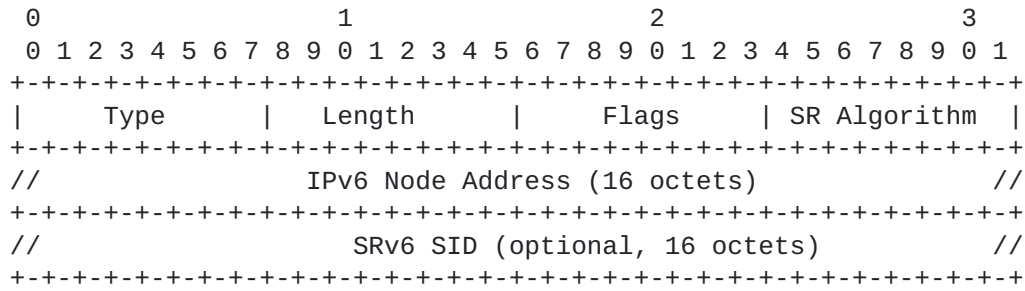 0                   1                   2                   3
 0 1 2 3 4 5 6 7 8 9 0 1 2 3 4 5 6 7 8 9 0 1 2 3 4 5 6 7 8 9 0 1
+-+-+-+-+-+-+-+-+-+-+-+-+-+-+-+-+-+-+-+-+-+-+-+-+-+-+-+-+-+-+-+-+
|     Type      |   Length      |     Flags     | SR Algorithm  |
+-+-+-+-+-+-+-+-+-+-+-+-+-+-+-+-+-+-+-+-+-+-+-+-+-+-+-+-+-+-+-+-+
//                 IPv6 Node Address (16 octets)               //
+-+-+-+-+-+-+-+-+-+-+-+-+-+-+-+-+-+-+-+-+-+-+-+-+-+-+-+-+-+-+-+-+
//                    SRv6 SID (optional, 16 octets)           //
+-+-+-+-+-+-+-+-+-+-+-+-+-+-+-+-+-+-+-+-+-+-+-+-+-+-+-+-+-+-+-+-+